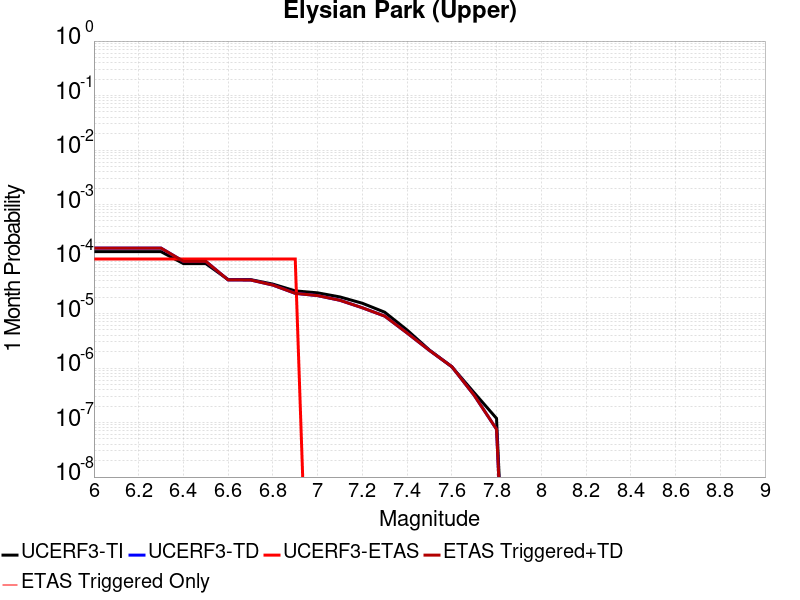 Elysian Park (Upper)
10^0
10^-1
10^-2
10^-3
10^-4
10^-5
10^-6
10^-7
10^-8
1 Month Probability
6 6.2 6.4 6.6 6.8 7 7.2 7.4 7.6 7.8 8 8.2 8.4 8.6 8.8 9
Magnitude
UCERF3-TI UCERF3-TD UCERF3-ETAS ETAS Triggered+TD
ETAS Triggered Only